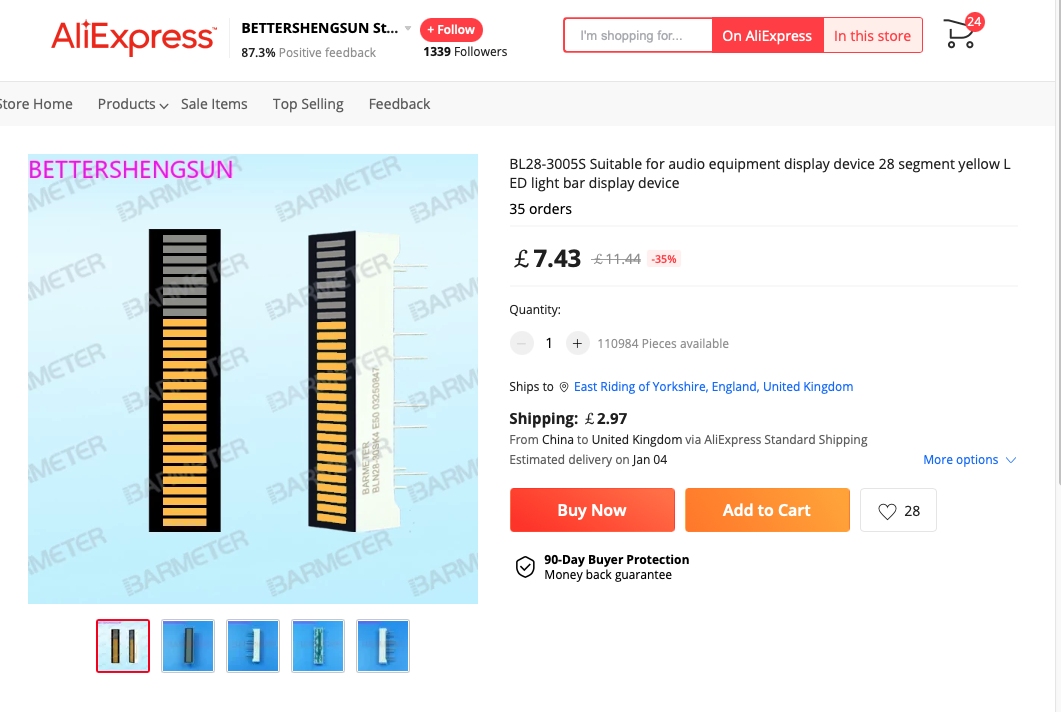 AliExpress™
BETTERSHENGSUN St...
+ Follow
87.3% Positive feedback
1339 Followers
I'm shopping for...
On AliExpress
In this store
24
Store Home
Products
Sale Items
Top Selling
Feedback
BETTERSHENGSUN
BARMETER
BARMETER
BLN28-305K4 E50 03250847
BL28-3005S Suitable for audio equipment display device 28 segment yellow L
ED light bar display device
35 orders
£7.43 £11.44 -35%
Quantity:
1
110984 Pieces available
Ships to East Riding of Yorkshire, England, United Kingdom
Shipping: £2.97
From China to United Kingdom via AliExpress Standard Shipping
Estimated delivery on Jan 04
More options
Buy Now
Add to Cart
28
90-Day Buyer Protection
Money back guarantee